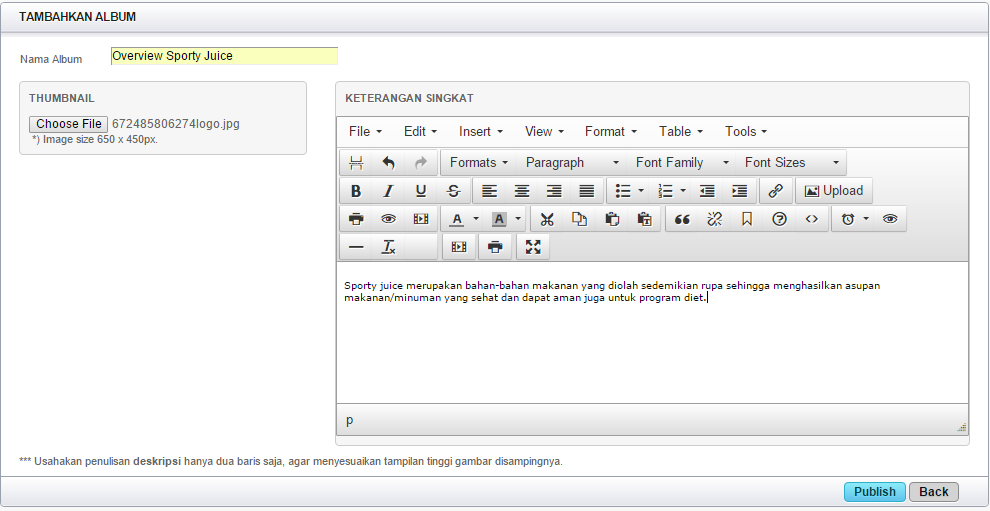 TAMBAHKAN ALBUM
Nama Album
Overview Sporty Juice
THUMBNAIL
Choose File 672485806274logo.jpg
*) Image size 650 x 450px.
KETERANGAN SINGKAT
File Edit Insert View Format Table Tools
Formats Paragraph Font Family Font Sizes
B I U S Upload
A A
Sporty juice merupakan bahan-bahan makanan yang diolah sedemikian rupa sehingga menghasilkan asupan
makanan/minuman yang sehat dan dapat aman juga untuk program diet.
p
*** Usahakan penulisan deskripsi hanya dua baris saja, agar menyesuaikan tampilan tinggi gambar disampingnya.
Publish Back